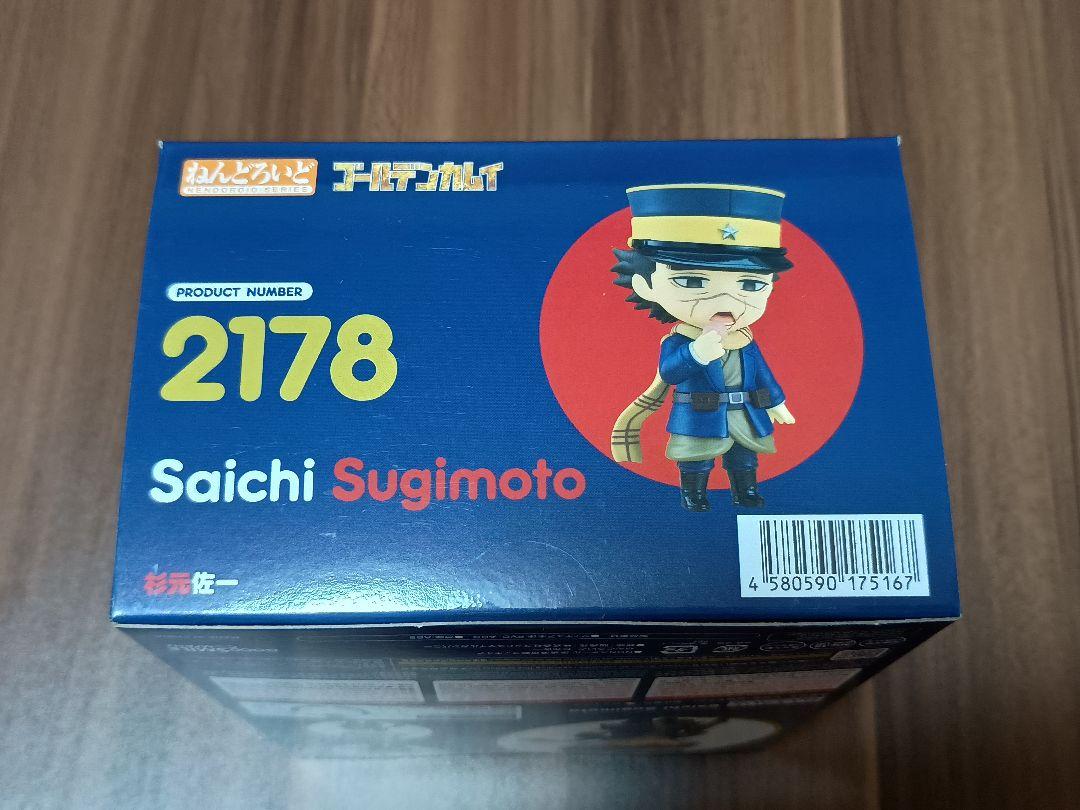 ねんどろいど
NENDOROID SERIES
ゴールデンカムイ
PRODUCT NUMBER
2178
Saichi Sugimoto
杉元佐一
4 580590 175167